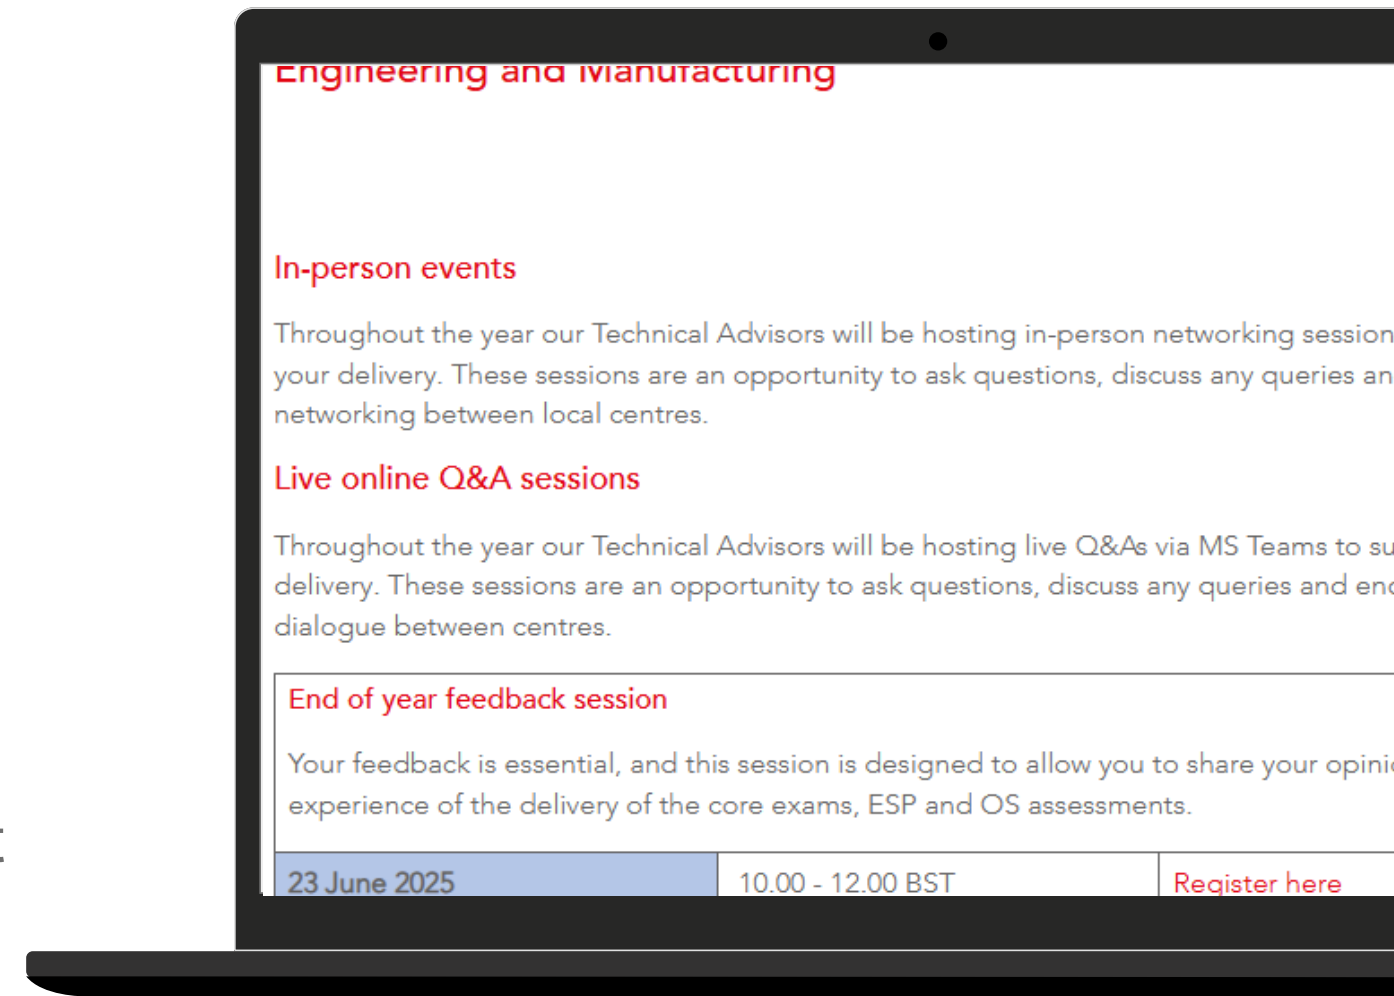 Engineering and Manufacturing
In-person events
Throughout the year our Technical Advisors will be hosting in-person networking session
your delivery. These sessions are an opportunity to ask questions, discuss any queries an
networking between local centres.
Live online Q&A sessions
Throughout the year our Technical Advisors will be hosting live Q&As via MS Teams to su
delivery. These sessions are an opportunity to ask questions, discuss any queries and enc
dialogue between centres.
End of year feedback session
Your feedback is essential, and this session is designed to allow you to share your opinio
experience of the delivery of the core exams, ESP and OS assessments.
23 June 2025 10.00 - 12.00 BST Register here